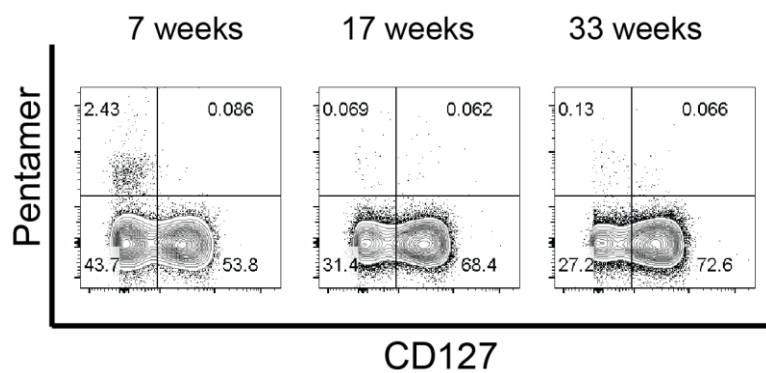 7 weeks 17 weeks 33 weeks
Pentamer
2.43 0.086 0.069 0.062 0.13 0.066
43.7 53.8 31.4 68.4 27.2 72.6
CD127